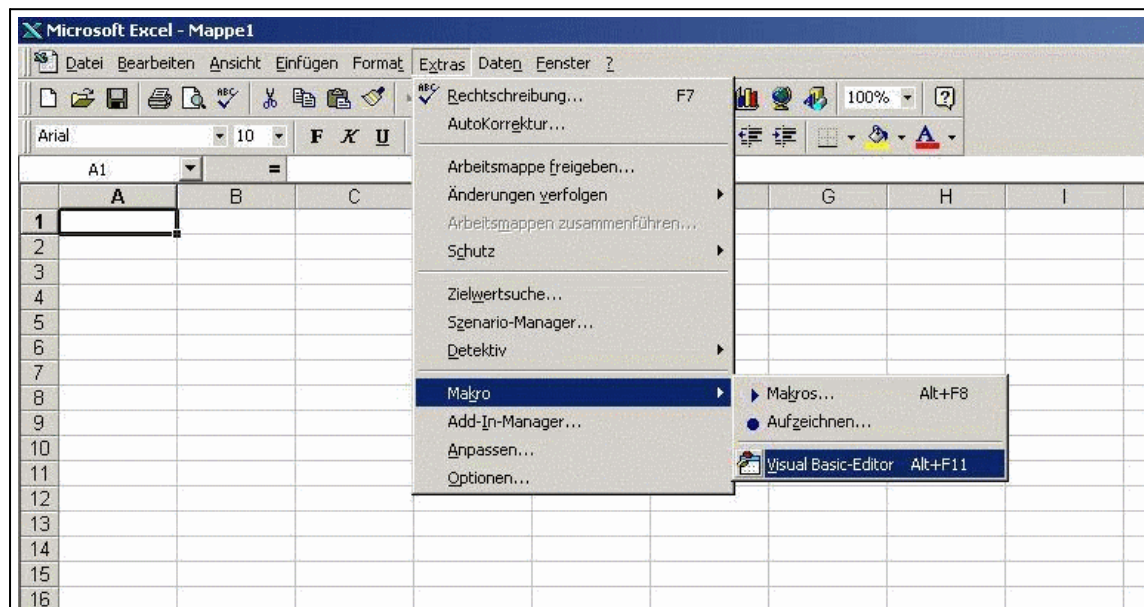 Microsoft Excel - Mappe1
Datei Bearbeiten Ansicht Einfügen Format Extras Daten Fenster ?
ABC ABC 100% ?
Arial 10 F K U A
A1 =
A B C G H I
Rechtschreibung... F7
AutoKorrektur...
Arbeitsmappe freigeben...
Änderungen verfolgen
Arbeitsmappen zusammenführen...
Schutz
Zielwertsuche...
Szenario-Manager...
Detektiv
Makro
Add-In-Manager...
Anpassen...
Optionen...
Makros... Alt+F8
Aufzeichnen...
Visual Basic-Editor Alt+F11
1
2
3
4
5
6
7
8
9
10
11
12
13
14
15
16